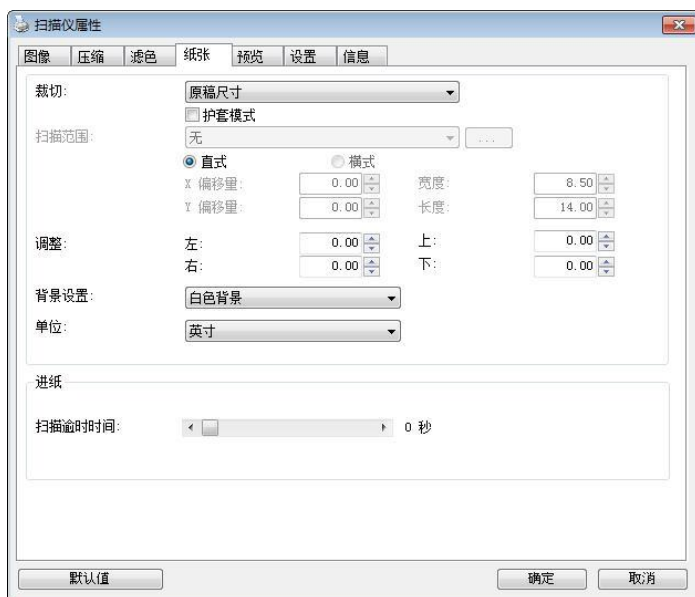 扫描仪属性
图像 压缩 滤色 纸张 预览 设置 信息
裁切: 原稿尺寸
护套模式
扫描范围: 无 ...
直式 横式
X 偏移量: 0.00 宽度: 8.50
Y 偏移量: 0.00 长度: 14.00
调整: 左: 0.00 上: 0.00
右: 0.00 下: 0.00
背景设置: 白色背景
单位: 英寸
进纸
扫描逾时时间: 0 秒
默认值 确定 取消